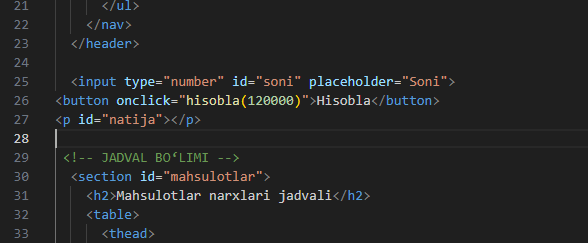 21 </ul>
22 </nav>
23 </header>
24
25 <input type="number" id="soni" placeholder="Soni">
26 <button onclick="hisobla(120000)">Hisobla</button>
27 <p id="natija"></p>
28
29 <!-- JADVAL BO‘LIMI -->
30 <section id="mahsulotlar">
31 <h2>Mahsulotlar narxlari jadvali</h2>
32 <table>
33 <thead>